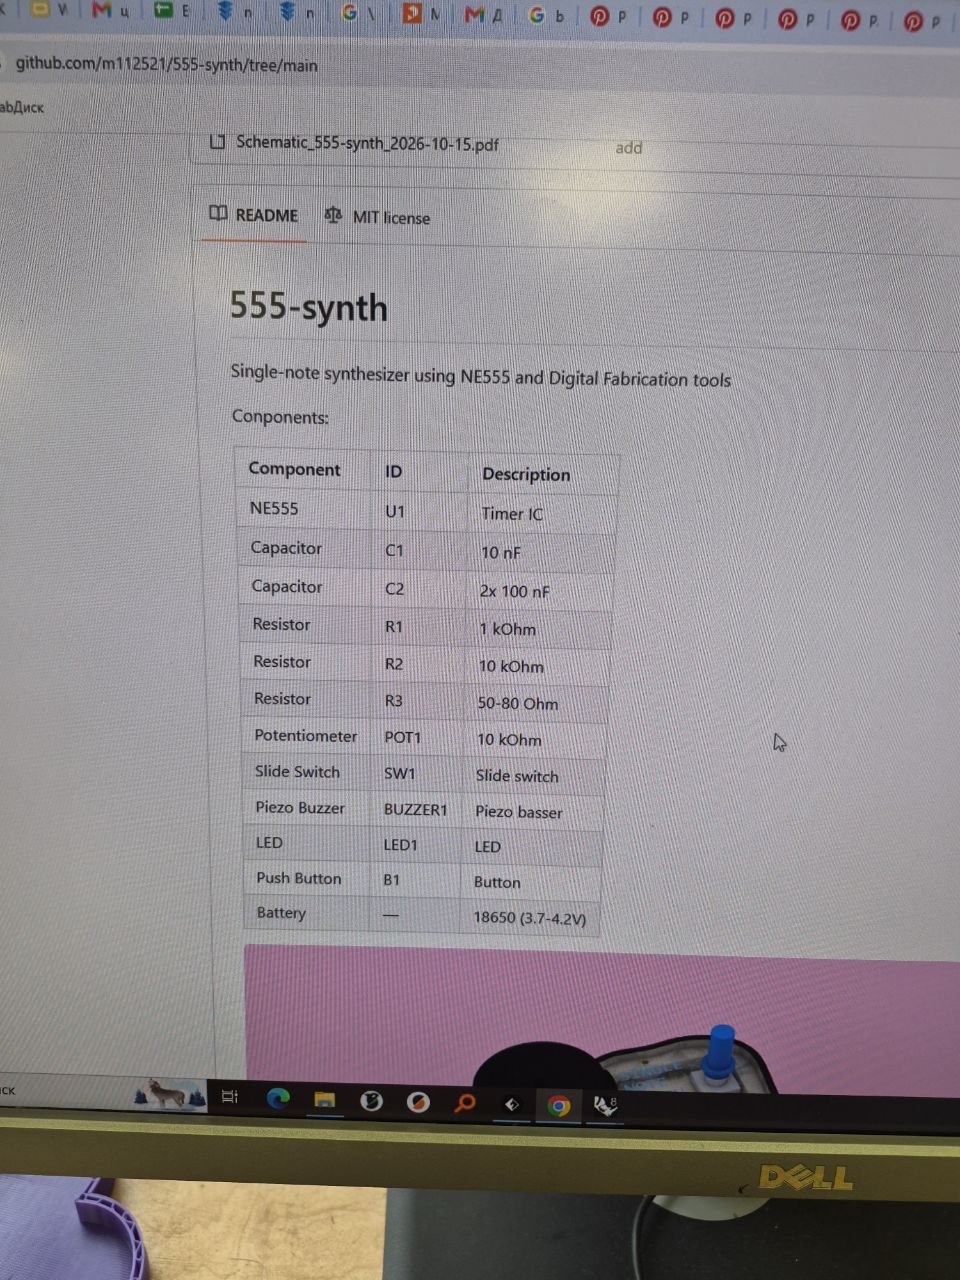 K
V
M ц
E
n
n
G \
M
M Д
G b
P
P
P
P
P
P
github.com/m112521/555-synth/tree/main
abДиск
Schematic_555-synth_2026-10-15.pdf add
README MIT license
555-synth
Single-note synthesizer using NE555 and Digital Fabrication tools
Conponents:
Component ID Description
NE555 U1 Timer IC
Capacitor C1 10 nF
Capacitor C2 2x 100 nF
Resistor R1 1 kOhm
Resistor R2 10 kOhm
Resistor R3 50-80 Ohm
Potentiometer POT1 10 kOhm
Slide Switch SW1 Slide switch
Piezo Buzzer BUZZER1 Piezo basser
LED LED1 LED
Push Button B1 Button
Battery — 18650 (3.7-4.2V)
ск
8
DELL